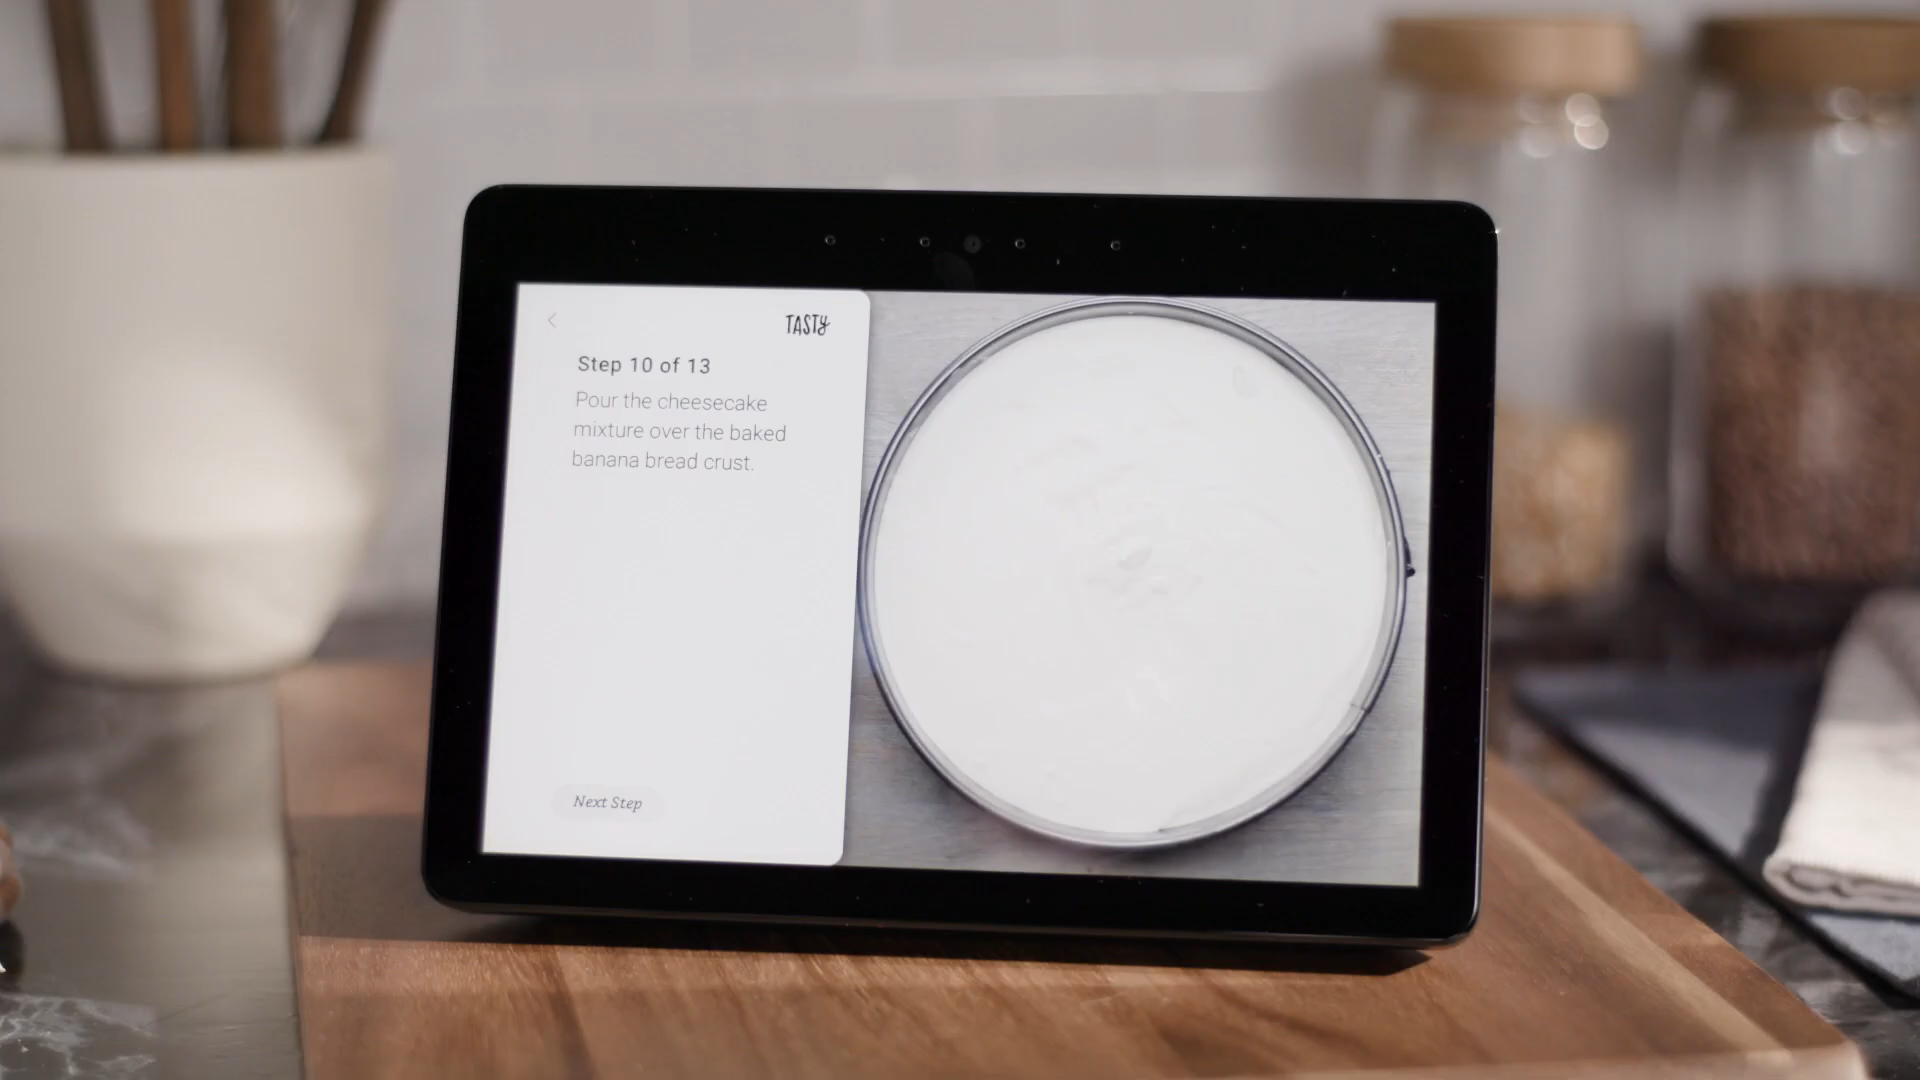 TASTY
Step 10 of 13
Pour the cheesecake
mixture over the baked
banana bread crust.
Next Step